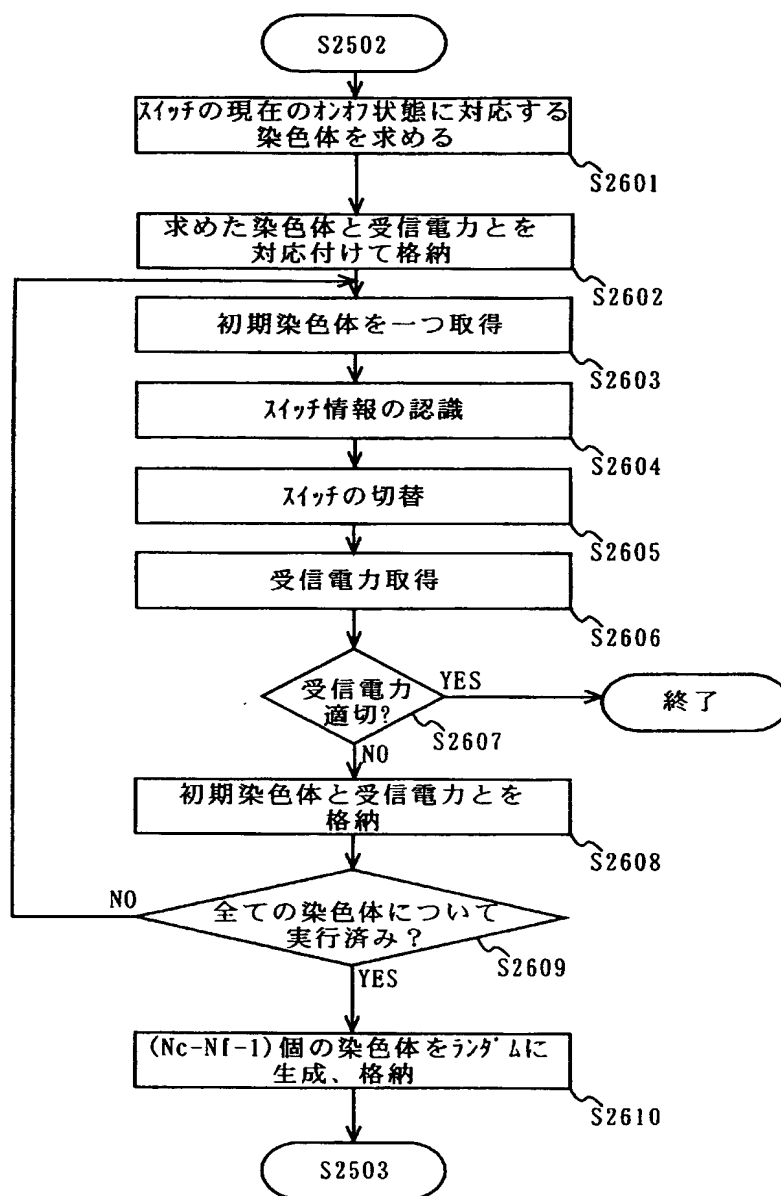 S2502
スイッチの現在のオンオフ状態に対応する
染色体を求める
S2601
求めた染色体と受信電力とを
対応付けて格納
S2602
初期染色体を一つ取得
S2603
スイッチ情報の認識
S2604
スイッチの切替
S2605
受信電力取得
S2606
受信電力
適切?
YES
S2607
終了
NO
初期染色体と受信電力とを
格納
S2608
NO
全ての染色体について
実行済み?
S2609
YES
(Nc-Nf-1)個の染色体をランダムに
生成、格納
S2610
S2503